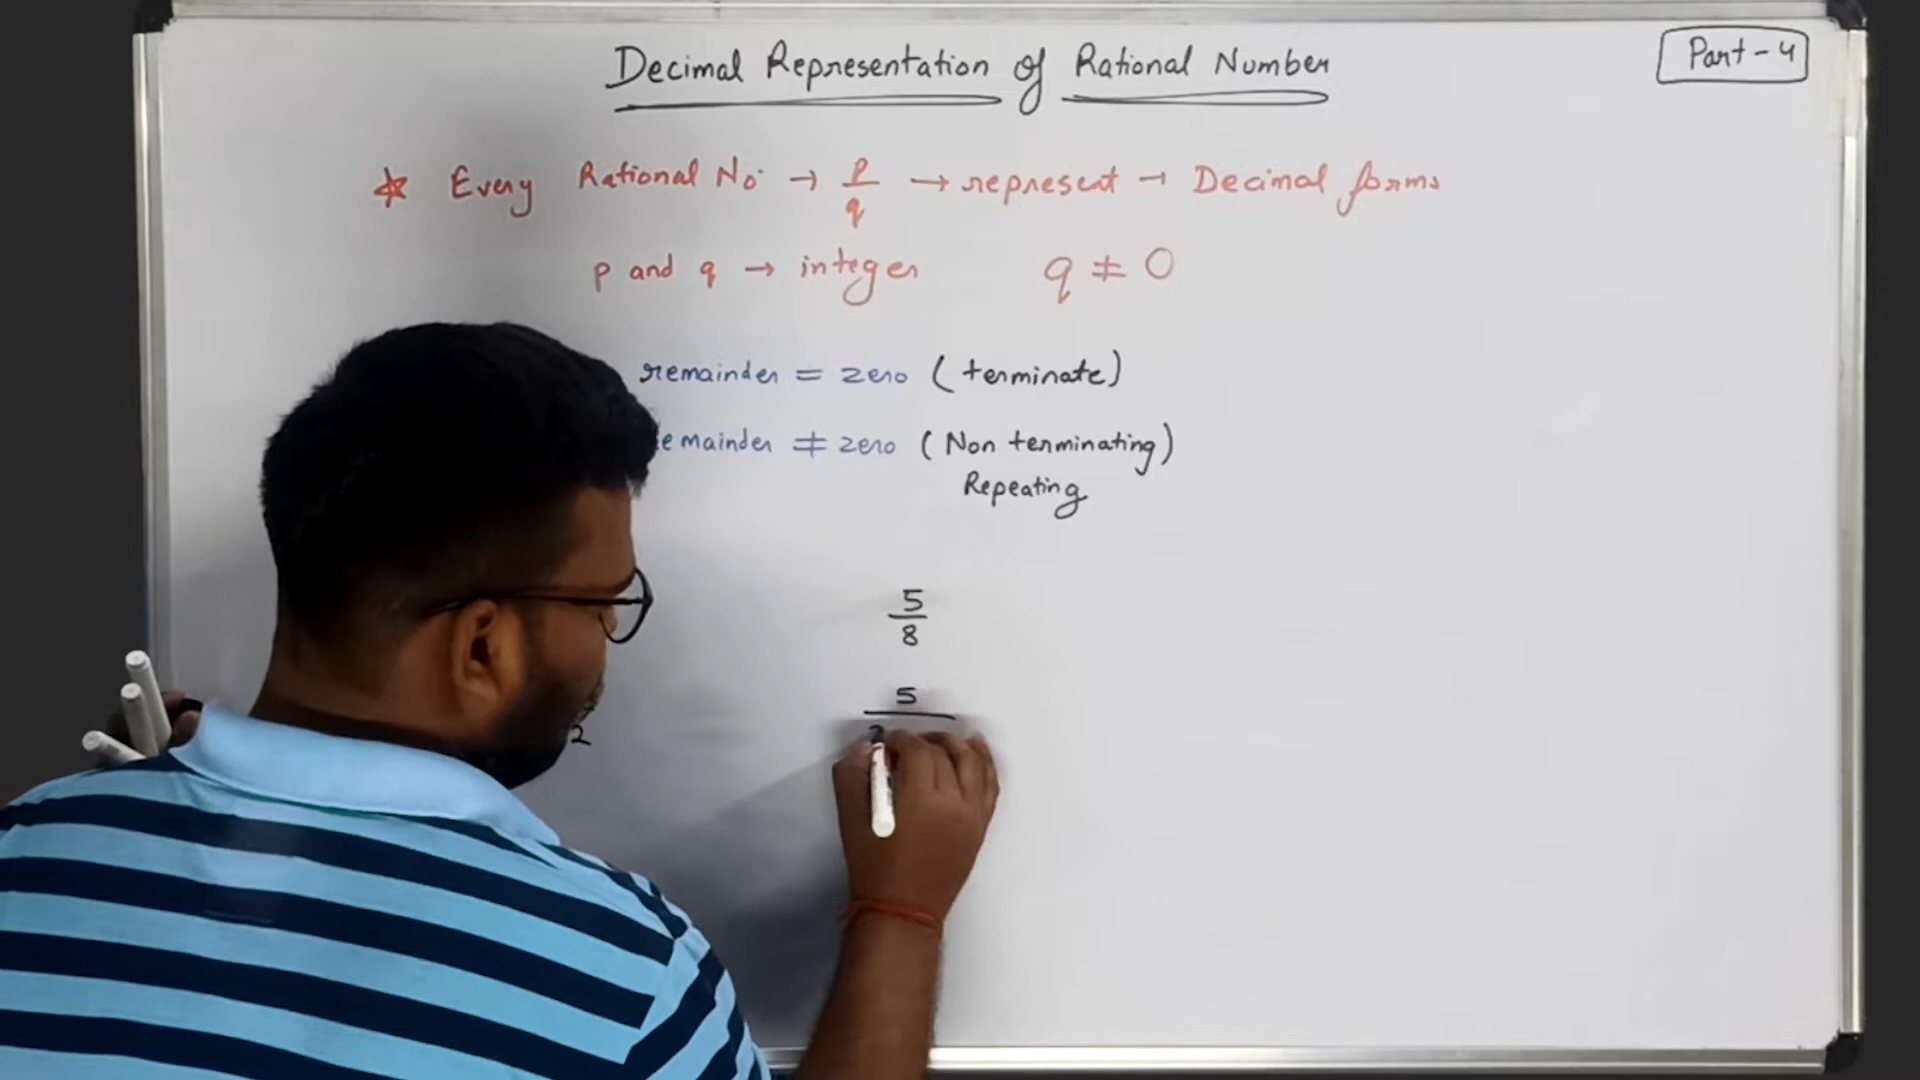 Decimal Representation of Rational Number
Part - 4
☆ Every Rational No. → p/q → represent → Decimal forms
p and q → integer q ≠ 0
remainder = zero (terminate)
emainder ≠ zero (Non terminating)
Repeating
5
8
5
2